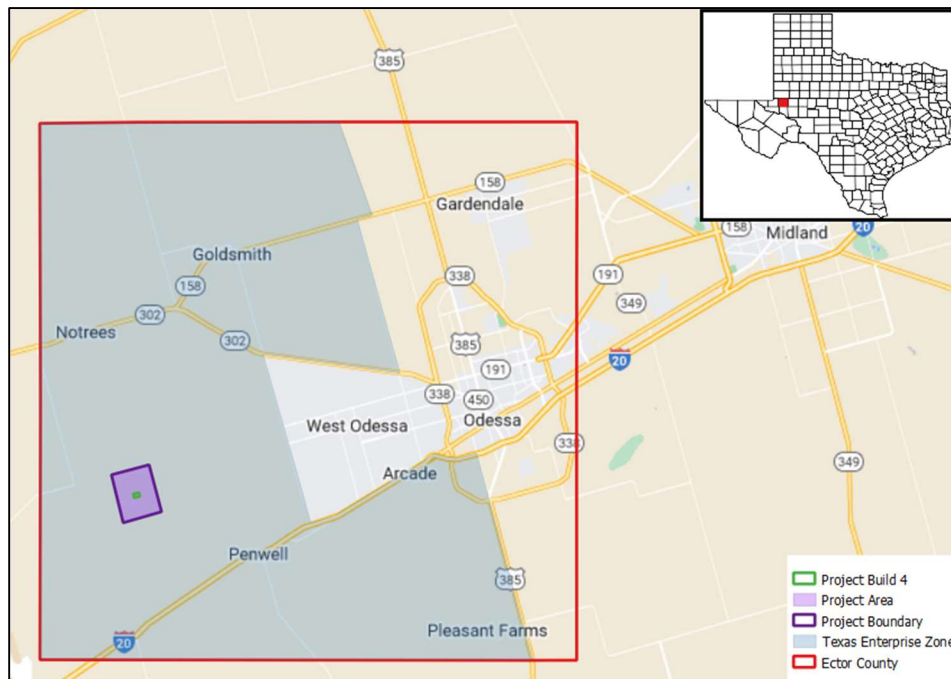 385
158
Gardendale
158
20
Midland
Goldsmith
191
338
158
349
302
Notrees
302
385
20
191
338
450
West Odessa
Odessa
338
Arcade
349
Penwell
385
20
Pleasant Farms
Project Build 4
Project Area
Project Boundary
Texas Enterprise Zone
Ector County